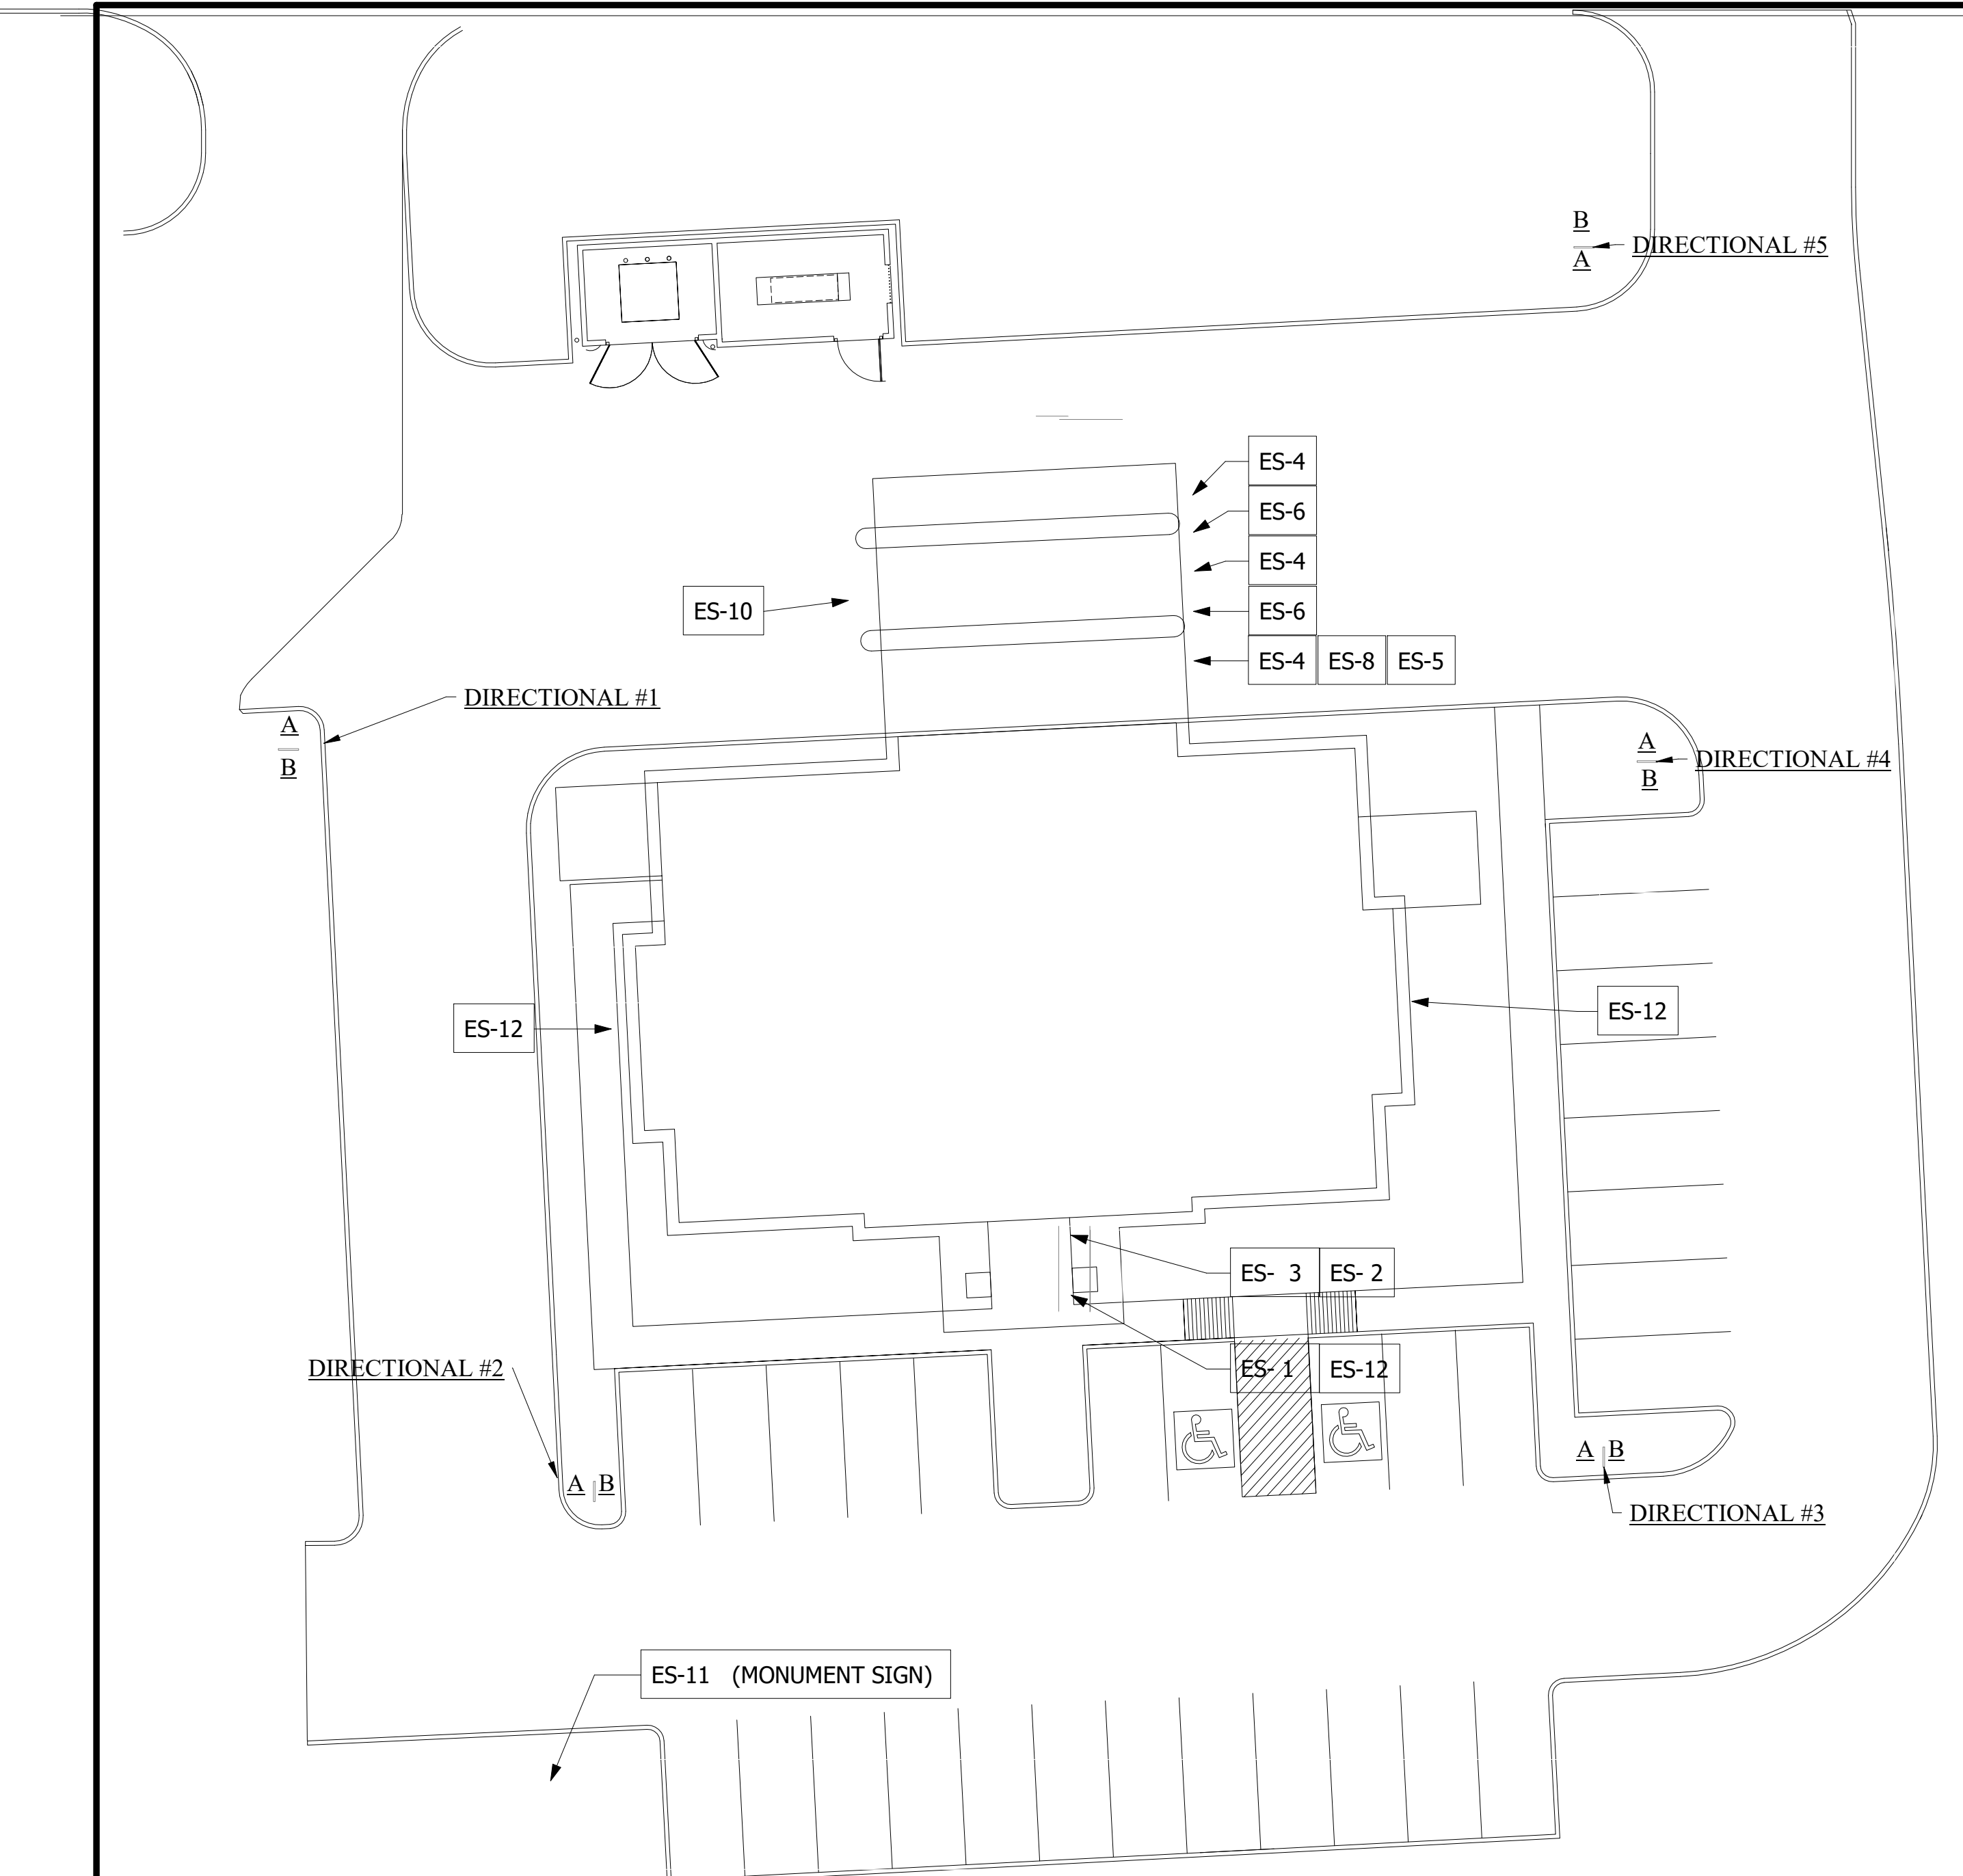 B
DIRECTIONAL #5
A
ES-4
ES-6
ES-4
ES-10
ES-6
ES-4 ES-8 ES-5
DIRECTIONAL #1
A
B
A
DIRECTIONAL #4
B
ES-12
ES-12
ES- 3 ES- 2
DIRECTIONAL #2
ES- 1 ES-12
A B
A B
DIRECTIONAL #3
ES-11 (MONUMENT SIGN)